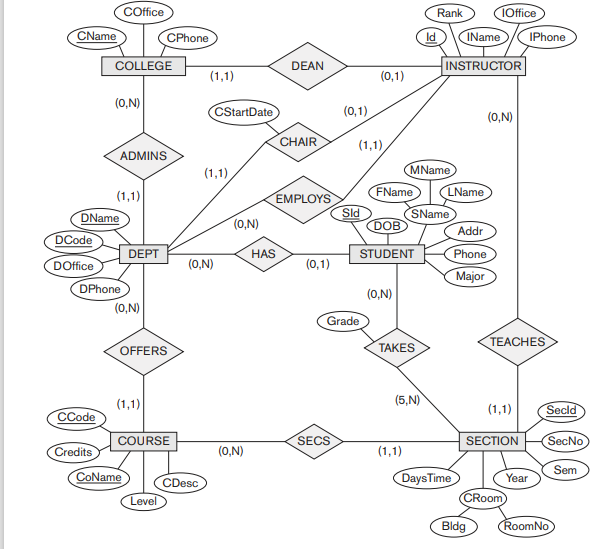 COffice
CName
CPhone
Rank
IOffice
Id
IName
IPhone
COLLEGE
DEAN
INSTRUCTOR
(1,1)
(0,1)
(0,N)
CStartDate
(0,1)
(0,N)
CHAIR
(1,1)
ADMINS
MName
(1,1)
FName
LName
(1,1)
EMPLOYS
SId
SName
DName
(0,N)
DOB
Addr
DCode
DEPT
HAS
STUDENT
Phone
DOffice
(0,N)
(0,1)
Major
DPhone
(0,N)
(0,N)
Grade
OFFERS
TAKES
TEACHES
(1,1)
(5,N)
(1,1)
SecId
CCode
COURSE
SECS
SECTION
SecNo
Credits
(0,N)
(1,1)
Sem
CoName
CDesc
DaysTime
Year
Level
CRoom
Bldg
RoomNo